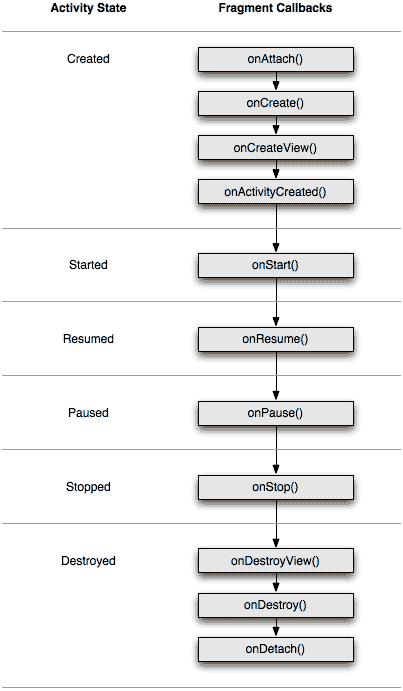 Activity State Fragment Callbacks
Created onAttach()
onCreate()
onCreateView()
onActivityCreated()
Started onStart()
Resumed onResume()
Paused onPause()
Stopped onStop()
Destroyed onDestroyView()
onDestroy()
onDetach()